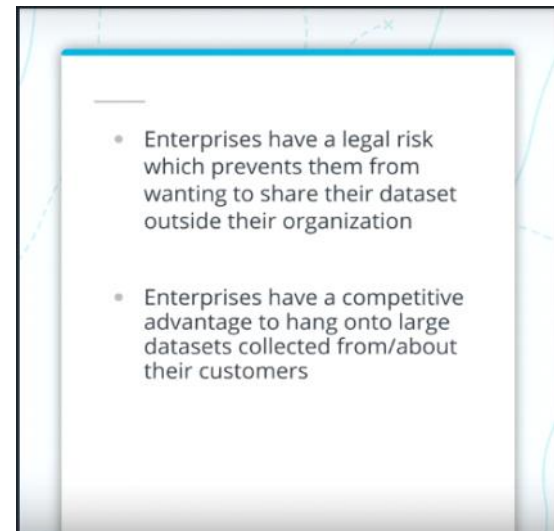 • Enterprises have a legal risk
which prevents them from
wanting to share their dataset
outside their organization
• Enterprises have a competitive
advantage to hang onto large
datasets collected from/about
their customers